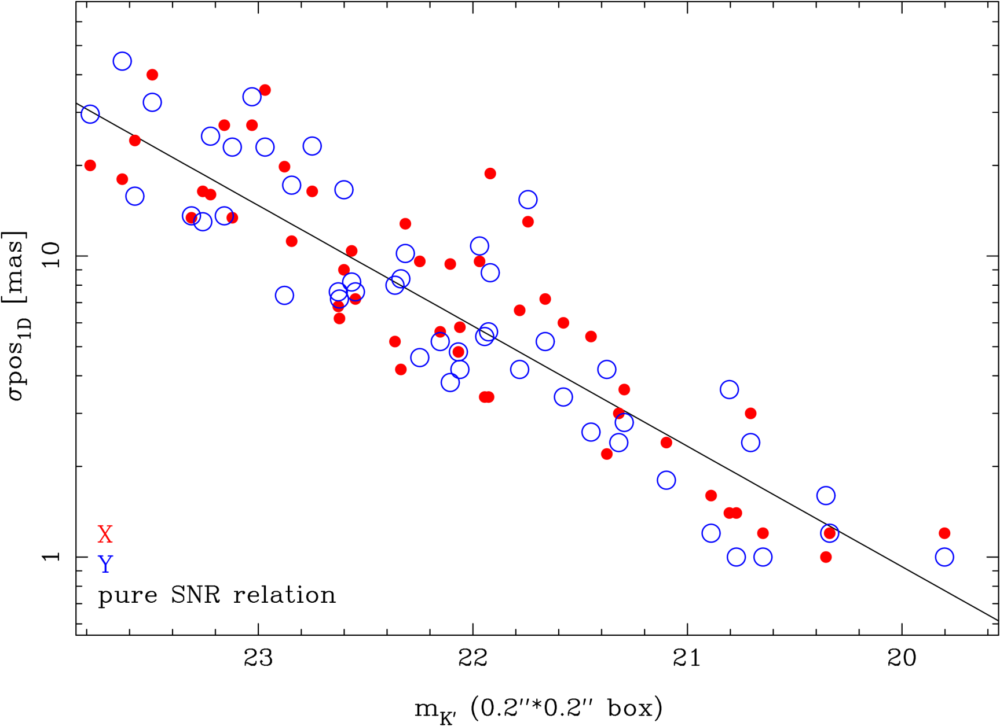 σpos1D [mas]
10
1
X
Y
pure SNR relation
23 22 21 20
mK' (0.2″*0.2″ box)